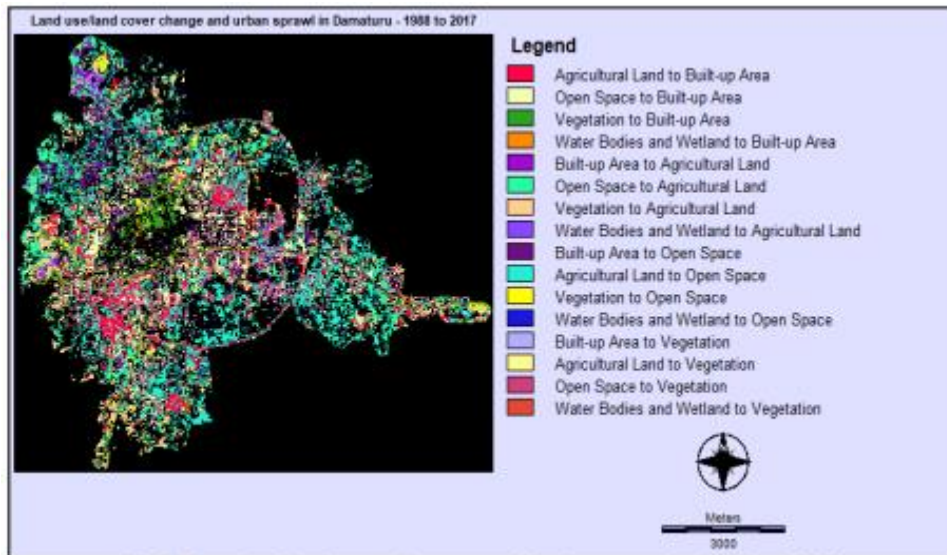 Land use/land cover change and urban sprawl in Damaturu - 1988 to 2017
Legend
Agricultural Land to Built-up Area
Open Space to Built-up Area
Vegetation to Built-up Area
Water Bodies and Wetland to Built-up Area
Built-up Area to Agricultural Land
Open Space to Agricultural Land
Vegetation to Agricultural Land
Water Bodies and Wetland to Agricultural Land
Built-up Area to Open Space
Agricultural Land to Open Space
Vegetation to Open Space
Water Bodies and Wetland to Open Space
Built-up Area to Vegetation
Agricultural Land to Vegetation
Open Space to Vegetation
Water Bodies and Wetland to Vegetation
Meters
3000